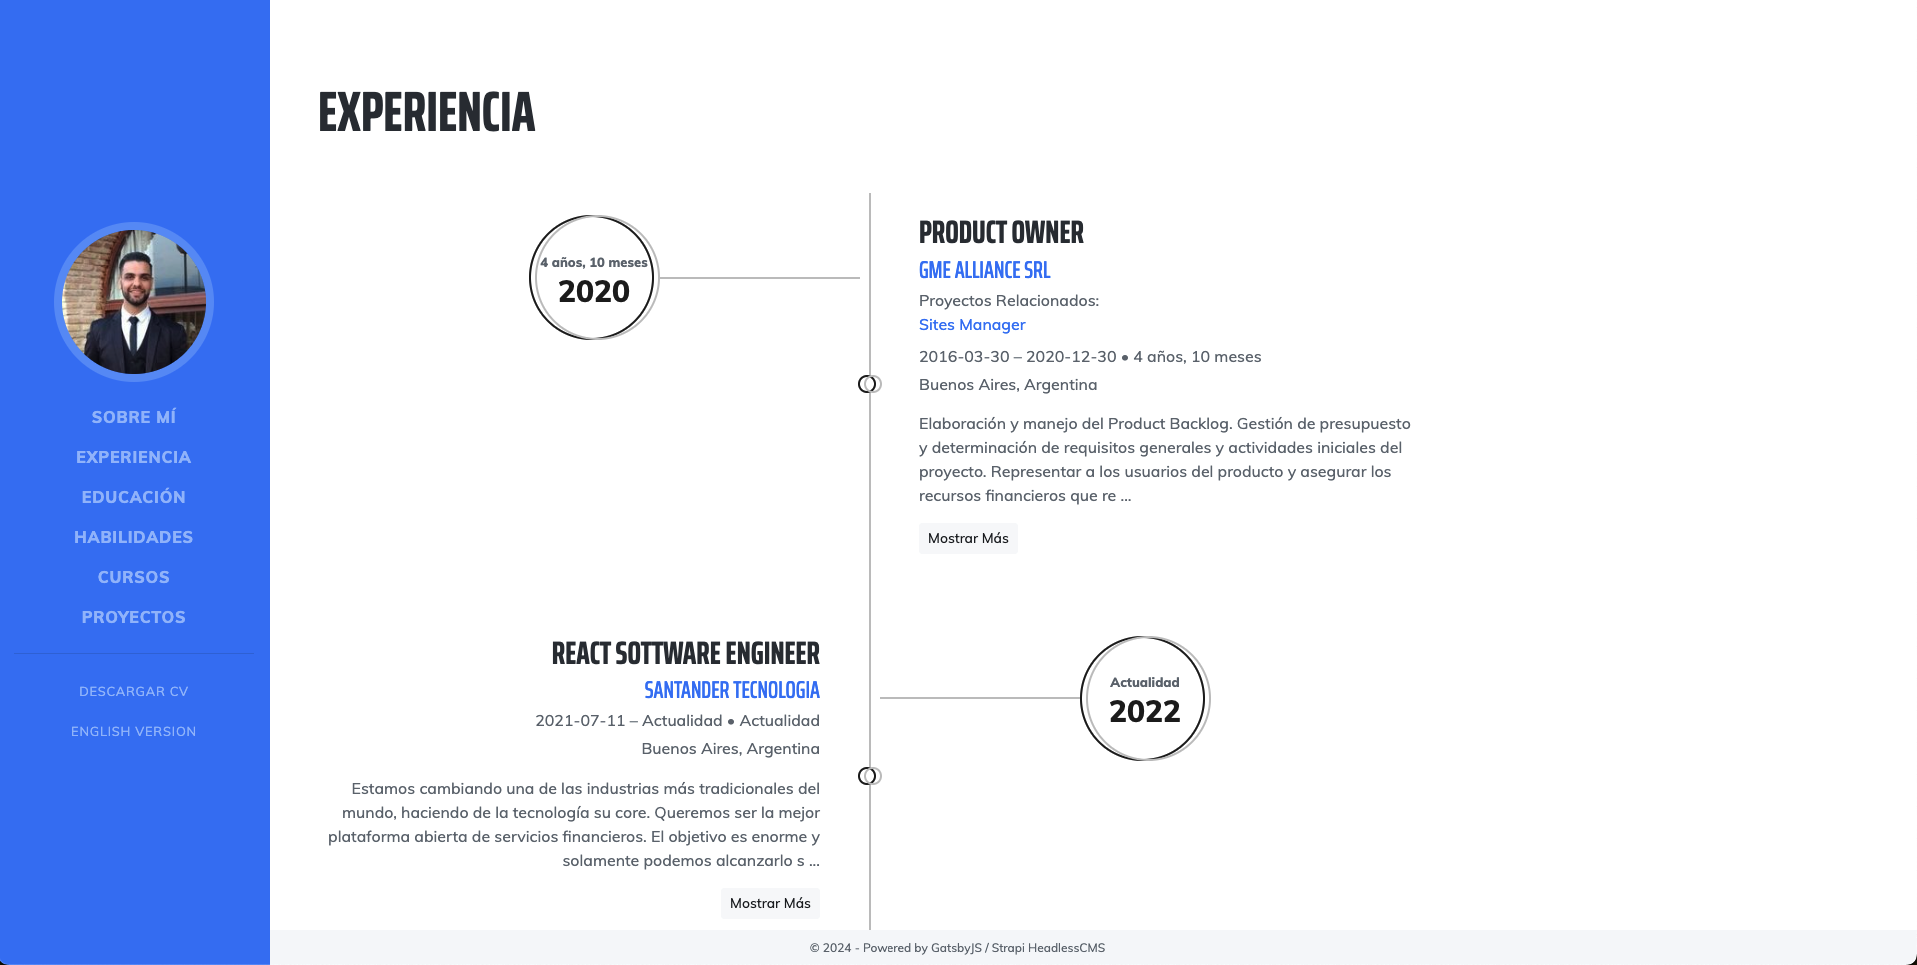 SOBRE MÍ
EXPERIENCIA
EDUCACIÓN
HABILIDADES
CURSOS
PROYECTOS
DESCARGAR CV
ENGLISH VERSION
EXPERIENCIA
4 años, 10 meses
2020
PRODUCT OWNER
GME ALLIANCE SRL
Proyectos Relacionados:
Sites Manager
2016-03-30 – 2020-12-30 • 4 años, 10 meses
Buenos Aires, Argentina
Elaboración y manejo del Product Backlog. Gestión de presupuesto
y determinación de requisitos generales y actividades iniciales del
proyecto. Representar a los usuarios del producto y asegurar los
recursos financieros que re ...
Mostrar Más
REACT SOTTWARE ENGINEER
SANTANDER TECNOLOGIA
2021-07-11 – Actualidad • Actualidad
Buenos Aires, Argentina
Estamos cambiando una de las industrias más tradicionales del
mundo, haciendo de la tecnología su core. Queremos ser la mejor
plataforma abierta de servicios financieros. El objetivo es enorme y
solamente podemos alcanzarlo s ...
Mostrar Más
Actualidad
2022
© 2024 - Powered by GatsbyJS / Strapi HeadlessCMS